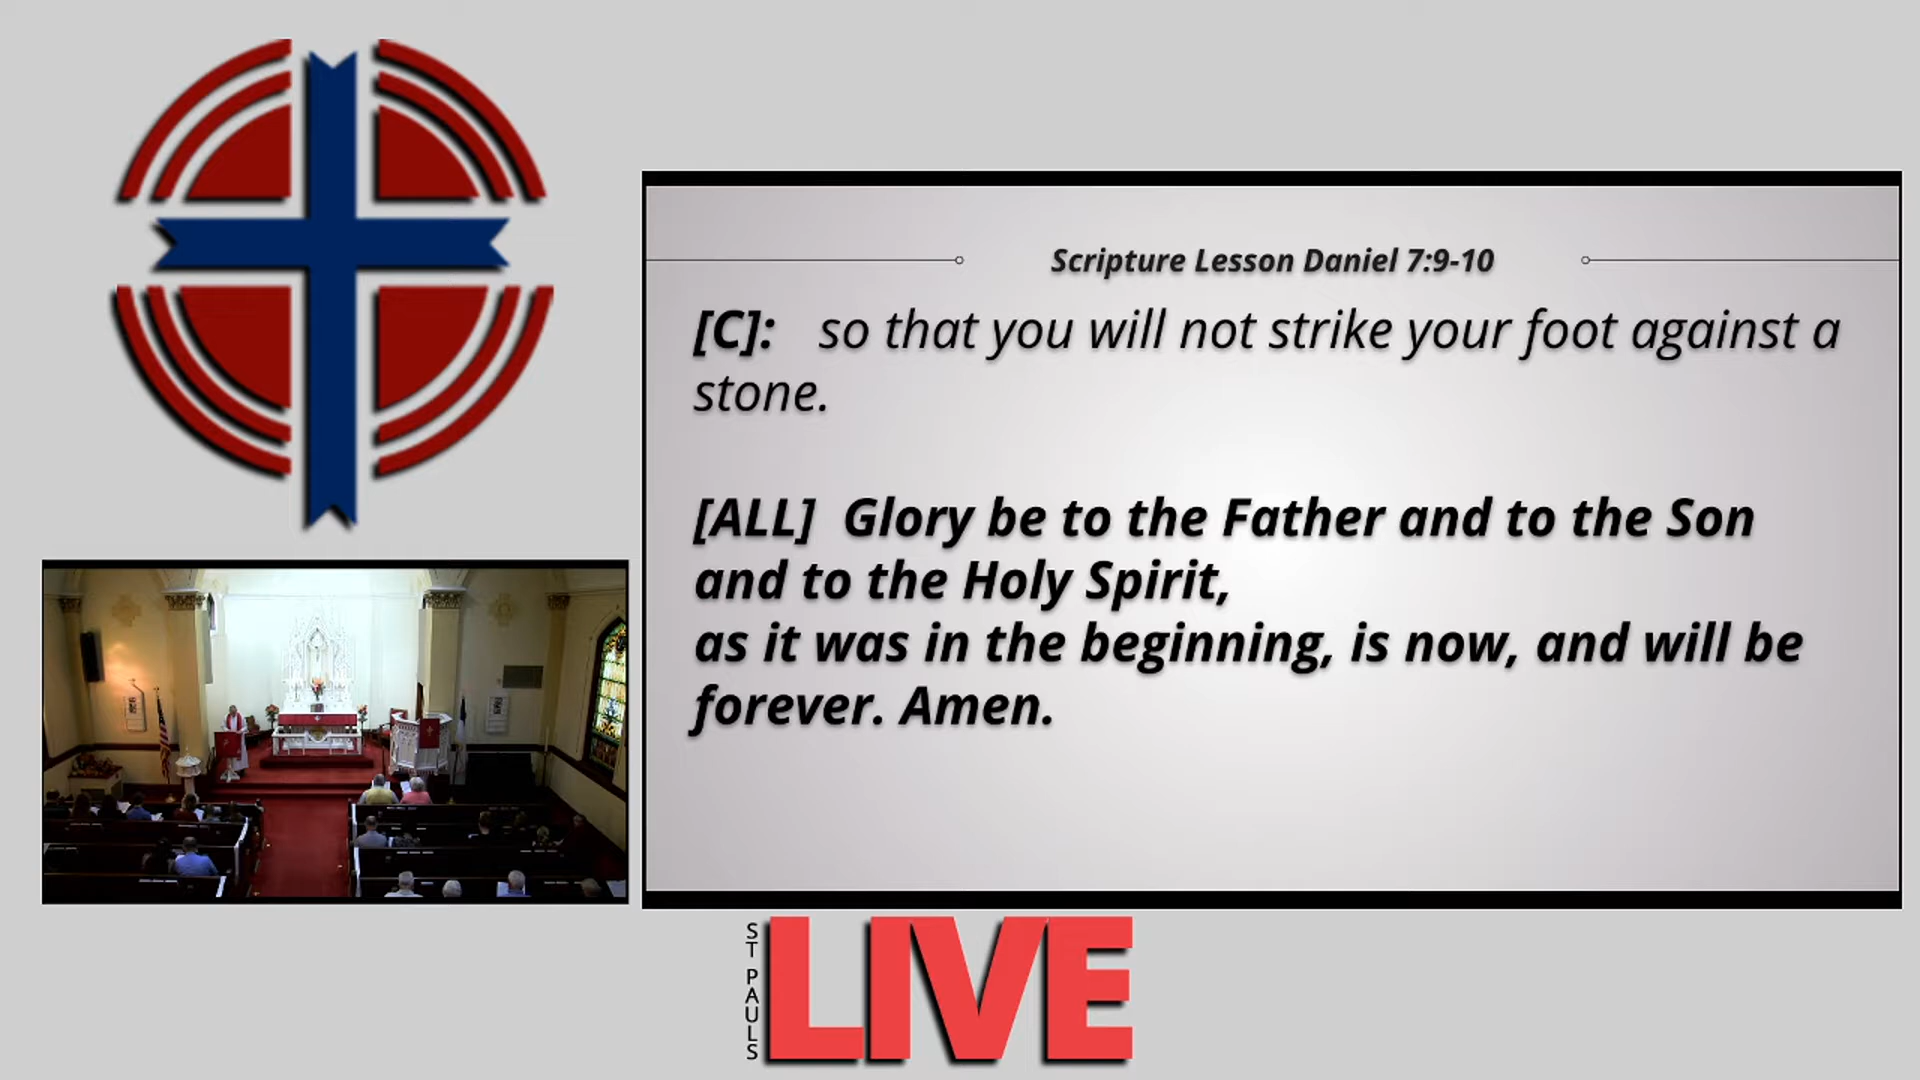 Scripture Lesson Daniel 7:9-10
[C]: so that you will not strike your foot against a
stone.
[ALL] Glory be to the Father and to the Son
and to the Holy Spirit,
as it was in the beginning, is now, and will be
forever. Amen.
ST PAULS
LIVE